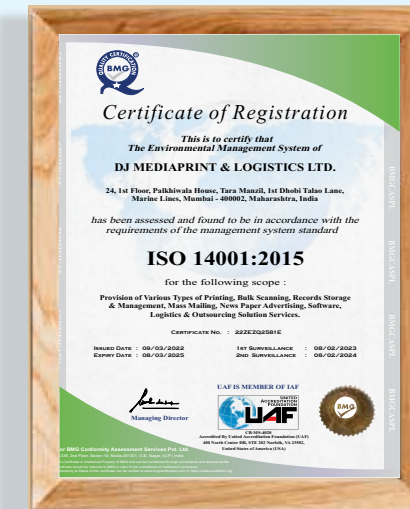 QUALITY CERTIFICATION
BMG
Certificate of Registration
This is to certify that
The Environmental Management System of
DJ MEDIAPRINT & LOGISTICS LTD.
24, 1st Floor, Palkhiwala House, Tara Manzil, 1st Dhobi Talao Lane,
Marine Lines, Mumbai - 400002, Maharashtra, India
has been assessed and found to be in accordance with the
requirements of the management system standard
ISO 14001:2015
for the following scope :
Provision of Various Types of Printing, Bulk Scanning, Records Storage
& Management, Mass Mailing, News Paper Advertising, Software,
Logistics & Outsourcing Solution Services.
Certificate No. : 22EEZQ2581E
Issued Date : 09/03/2022 1st Surveillance : 08/02/2023
Expiry Date : 08/03/2025 2nd Surveillance : 08/02/2024
UAF IS MEMBER OF IAF
UNITED
ACCREDITATION
FOUNDATION
UAF
Managing Director
BMG
CB-MS-4820
Accredited By United Accreditation Foundation (UAF)
400 North Center DR, STE 202 Norfolk, VA 23502,
United States of America (USA)
or BMG Conformity Assessment Services Pvt. Ltd.
BMGCASPL
BMGCASPL
BMGCASPL